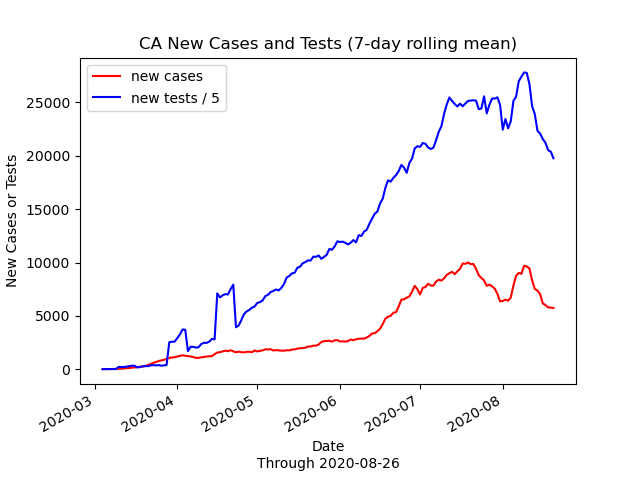 CA New Cases and Tests (7-day rolling mean)
new cases
new tests / 5
25000
20000
15000
10000
5000
0
New Cases or Tests
2020-03
2020-04
2020-05
2020-06
2020-07
2020-08
Date
Through 2020-08-26